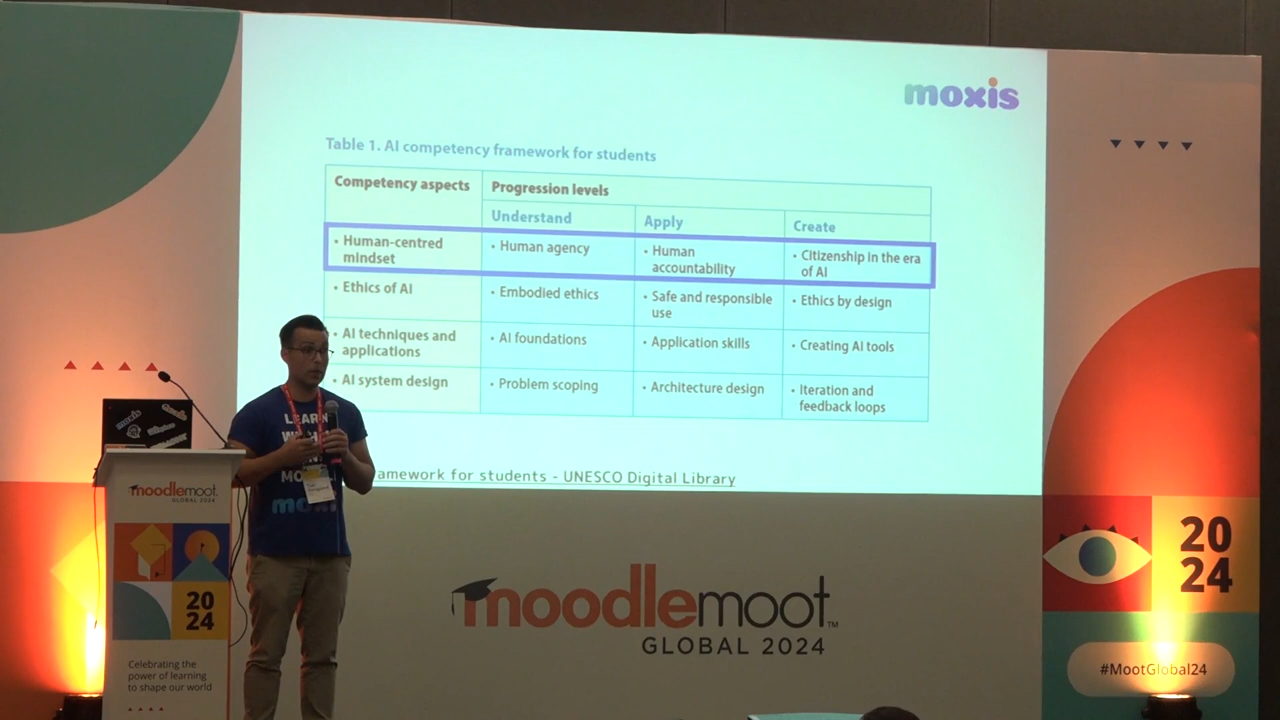 moxis
Table 1. AI competency framework for students
Competency aspects
Progression levels
Understand
Apply
Create
• Human-centred
mindset
• Human agency
• Human
accountability
• Citizenship in the era
of AI
• Ethics of AI
• Embodied ethics
• Safe and responsible
use
• Ethics by design
• AI techniques and
applications
• AI foundations
• Application skills
• Creating AI tools
• AI system design
• Problem scoping
• Architecture design
• Iteration and
feedback loops
framework for students - UNESCO Digital Library
LEARN
moodlemoot
GLOBAL 2024
20
24
Celebrating the
power of learning
to shape our world
moodlemoot™
GLOBAL 2024
20
24
#MootGlobal24